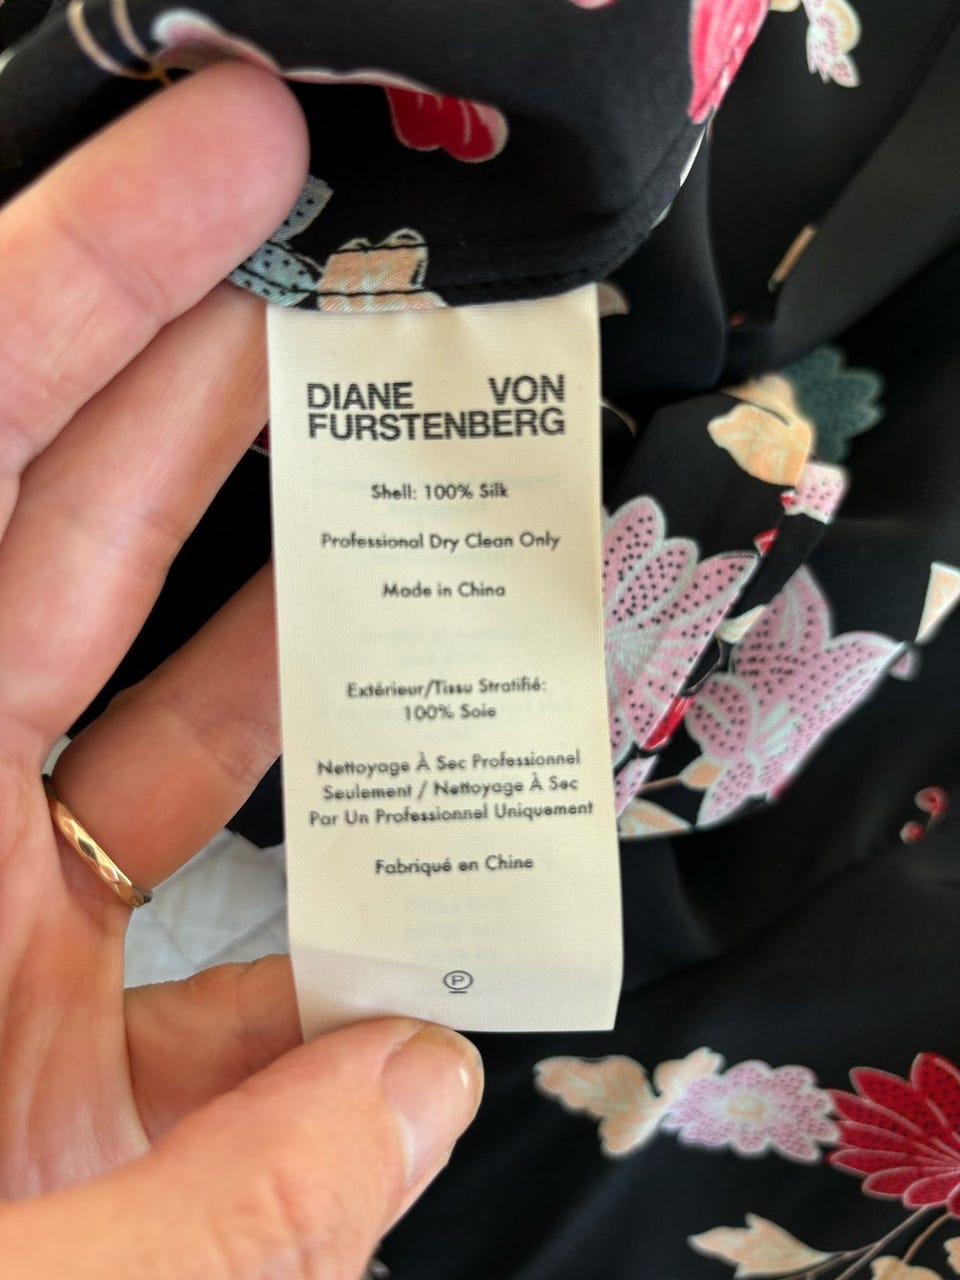 DIANE VON
FURSTENBERG
Shell: 100% Silk
Professional Dry Clean Only
Made in China
Extérieur/Tissu Stratifié:
100% Soie
Nettoyage À Sec Professionnel
Seulement / Nettoyage À Sec
Par Un Professionnel Uniquement
Fabriqué en Chine
P